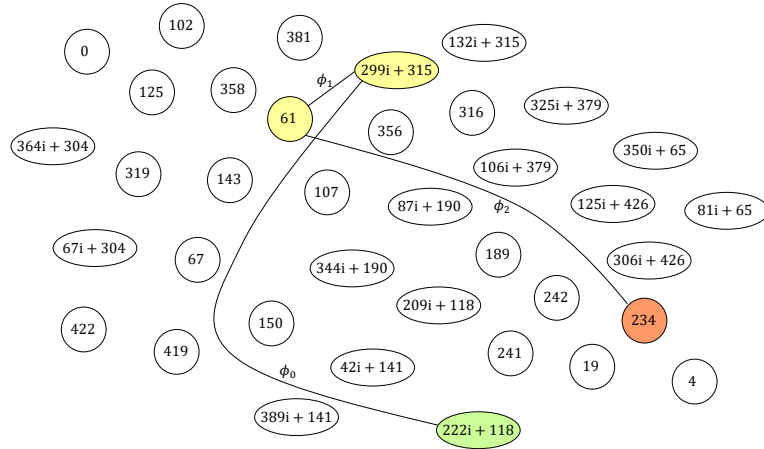 102
381
132i + 315
0
299i + 315
ϕ₁
125
358
61
316
325i + 379
364i + 304
356
350i + 65
319
143
106i + 379
107
87i + 190
ϕ₂
125i + 426
81i + 65
67i + 304
67
189
306i + 426
344i + 190
209i + 118
242
422
150
234
419
241
19
ϕ₀
42i + 141
4
389i + 141
222i + 118